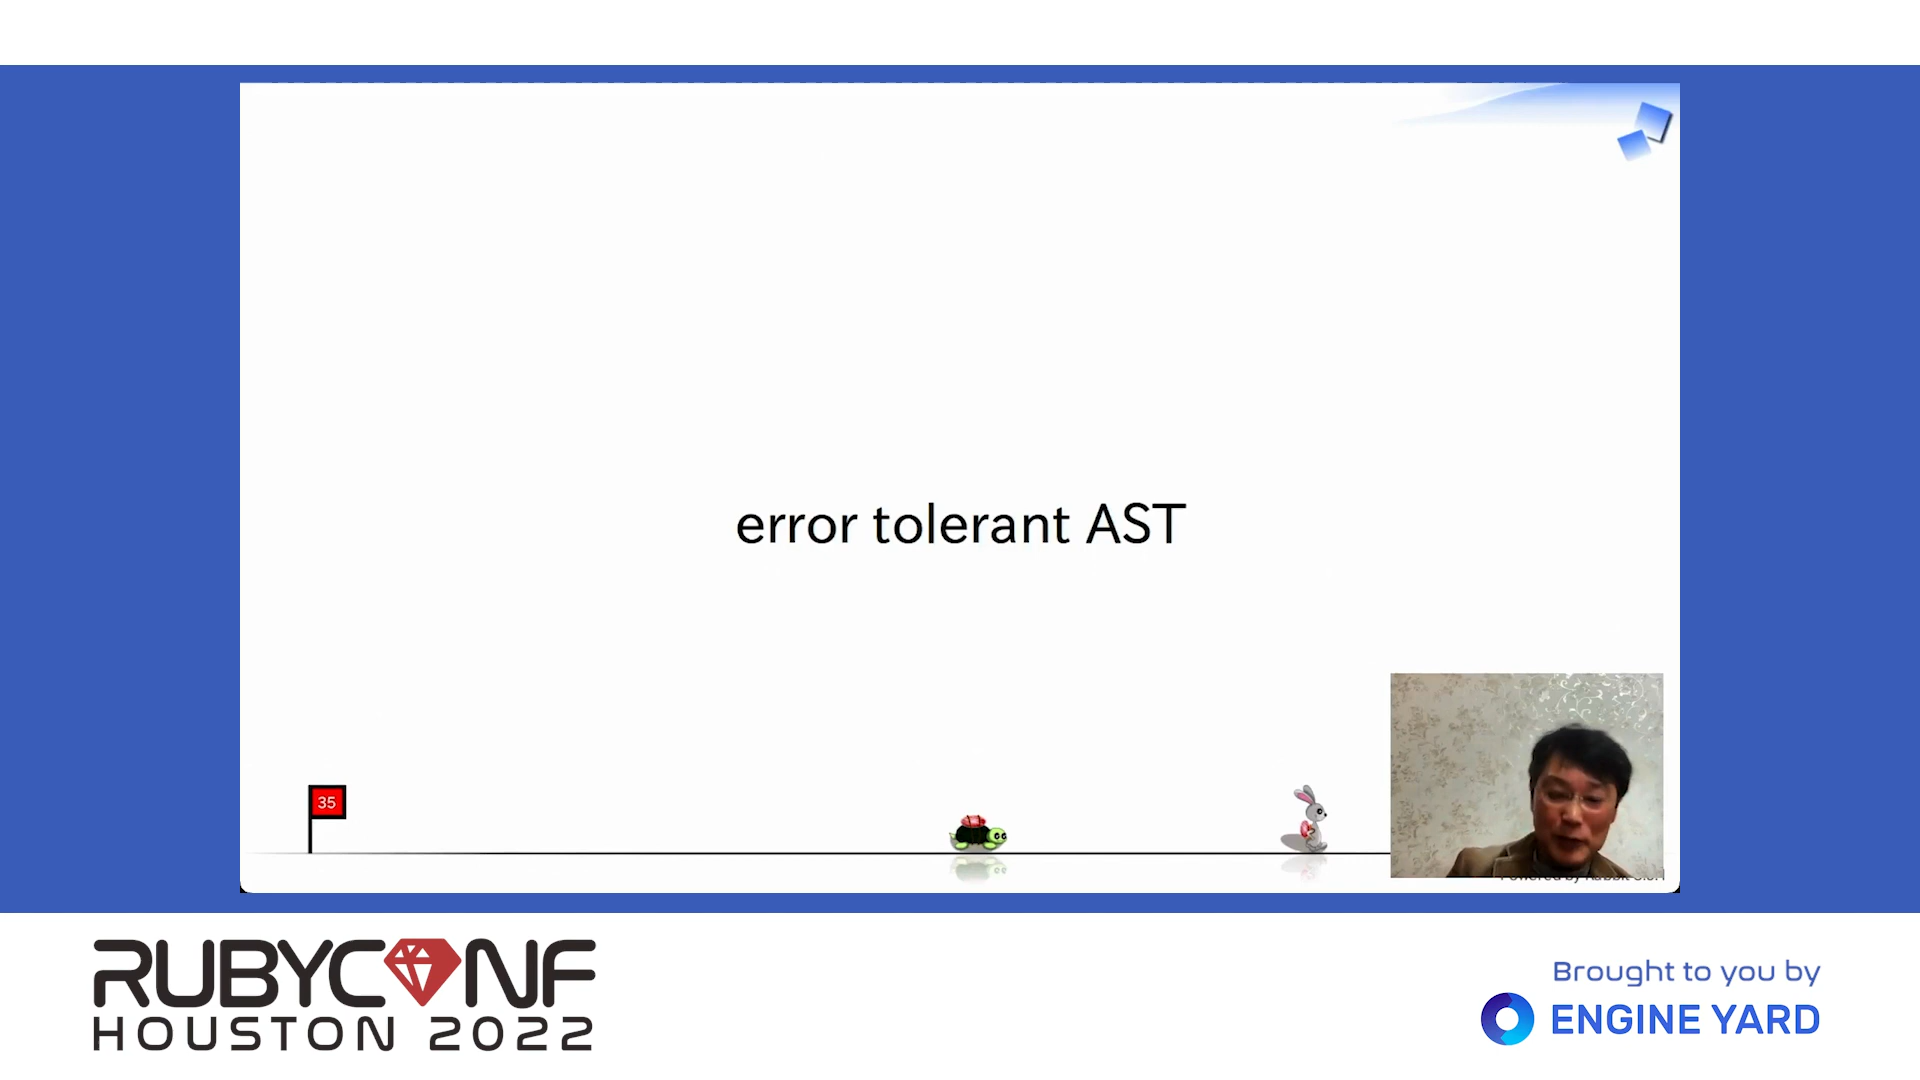 error tolerant AST
35
RUBYCONF
HOUSTON 2022
Brought to you by
ENGINE YARD